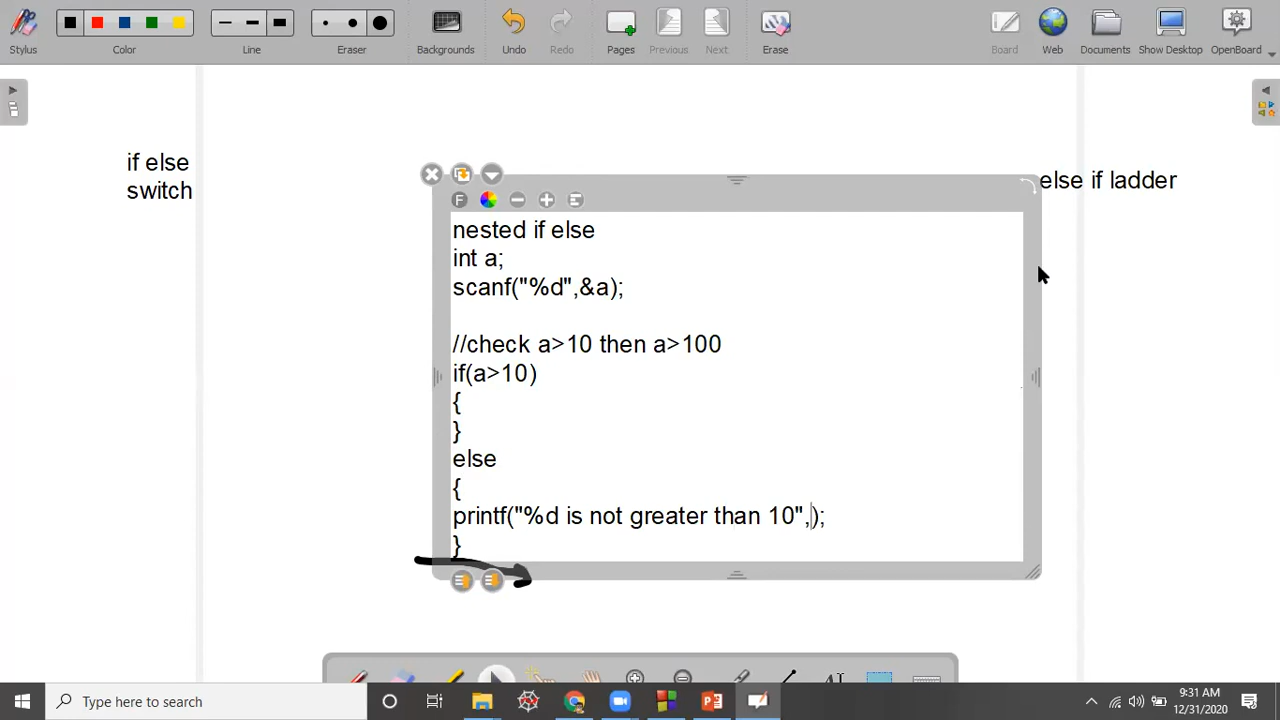 Stylus
Color
Line
Eraser
Backgrounds
Undo
Redo
Pages
Previous
Next
Erase
Board
Web
Documents
Show Desktop
OpenBoard
if else
switch
else if ladder
F
nested if else
int a;
scanf("%d",&a);
//check a>10 then a>100
if(a>10)
{
}
else
{
printf("%d is not greater than 10",);
}
Type here to search
9:31 AM
12/31/2020